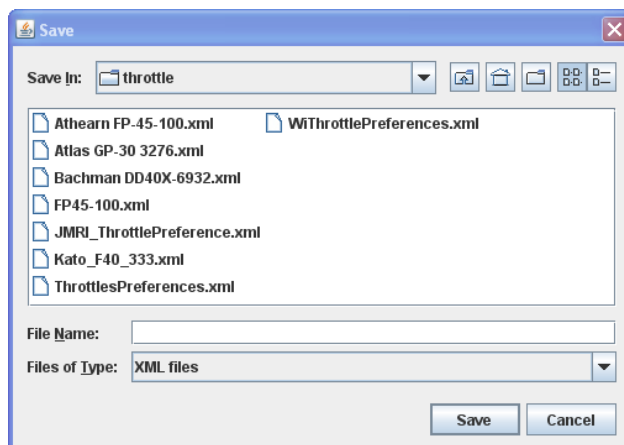 Save
Save In: throttle
Athearn FP-45-100.xml
Atlas GP-30 3276.xml
Bachman DD40X-6932.xml
FP45-100.xml
JMRI_ThrottlePreference.xml
Kato_F40_333.xml
ThrottlesPreferences.xml
WiThrottlePreferences.xml
File Name:
Files of Type: XML files
Save Cancel